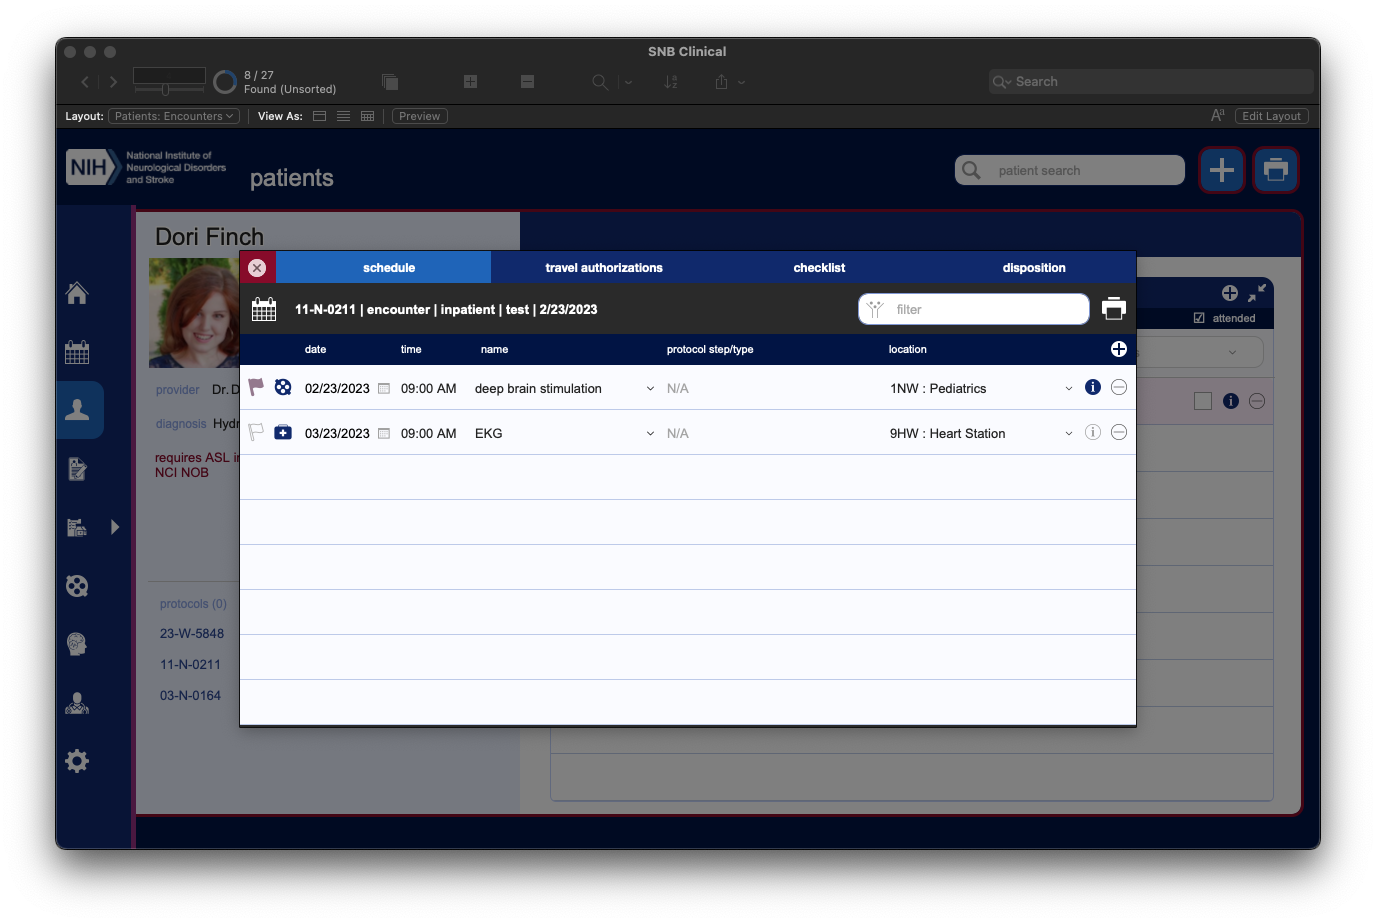 SNB Clinical
8 / 27
Found (Unsorted)
Search
Layout: Patients: Encounters View As: Preview Edit Layout
NIH National Institute of
Neurological Disorders
and Stroke
patients
patient search
Dori Finch
schedule travel authorizations checklist disposition
11-N-0211 | encounter | inpatient | test | 2/23/2023
filter
attended
date time name protocol step/type location
02/23/2023 09:00 AM deep brain stimulation N/A 1NW : Pediatrics
03/23/2023 09:00 AM EKG N/A 9HW : Heart Station
provider Dr. D
diagnosis Hydr
requires ASL i
NCI NOB
protocols (0)
23-W-5848
11-N-0211
03-N-0164